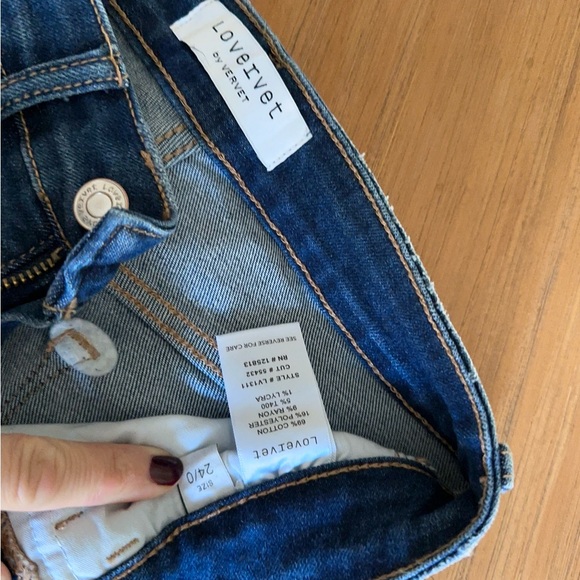 Lovervet
by VERVET
Lovervet
Lovervet
69% COTTON
16% POLYESTER
9% RAYON
5% T400
1% LYCRA
STYLE # LV1311
CUT # 55432
RN # 125813
SEE REVERSE FOR CARE
SIZE
24/0